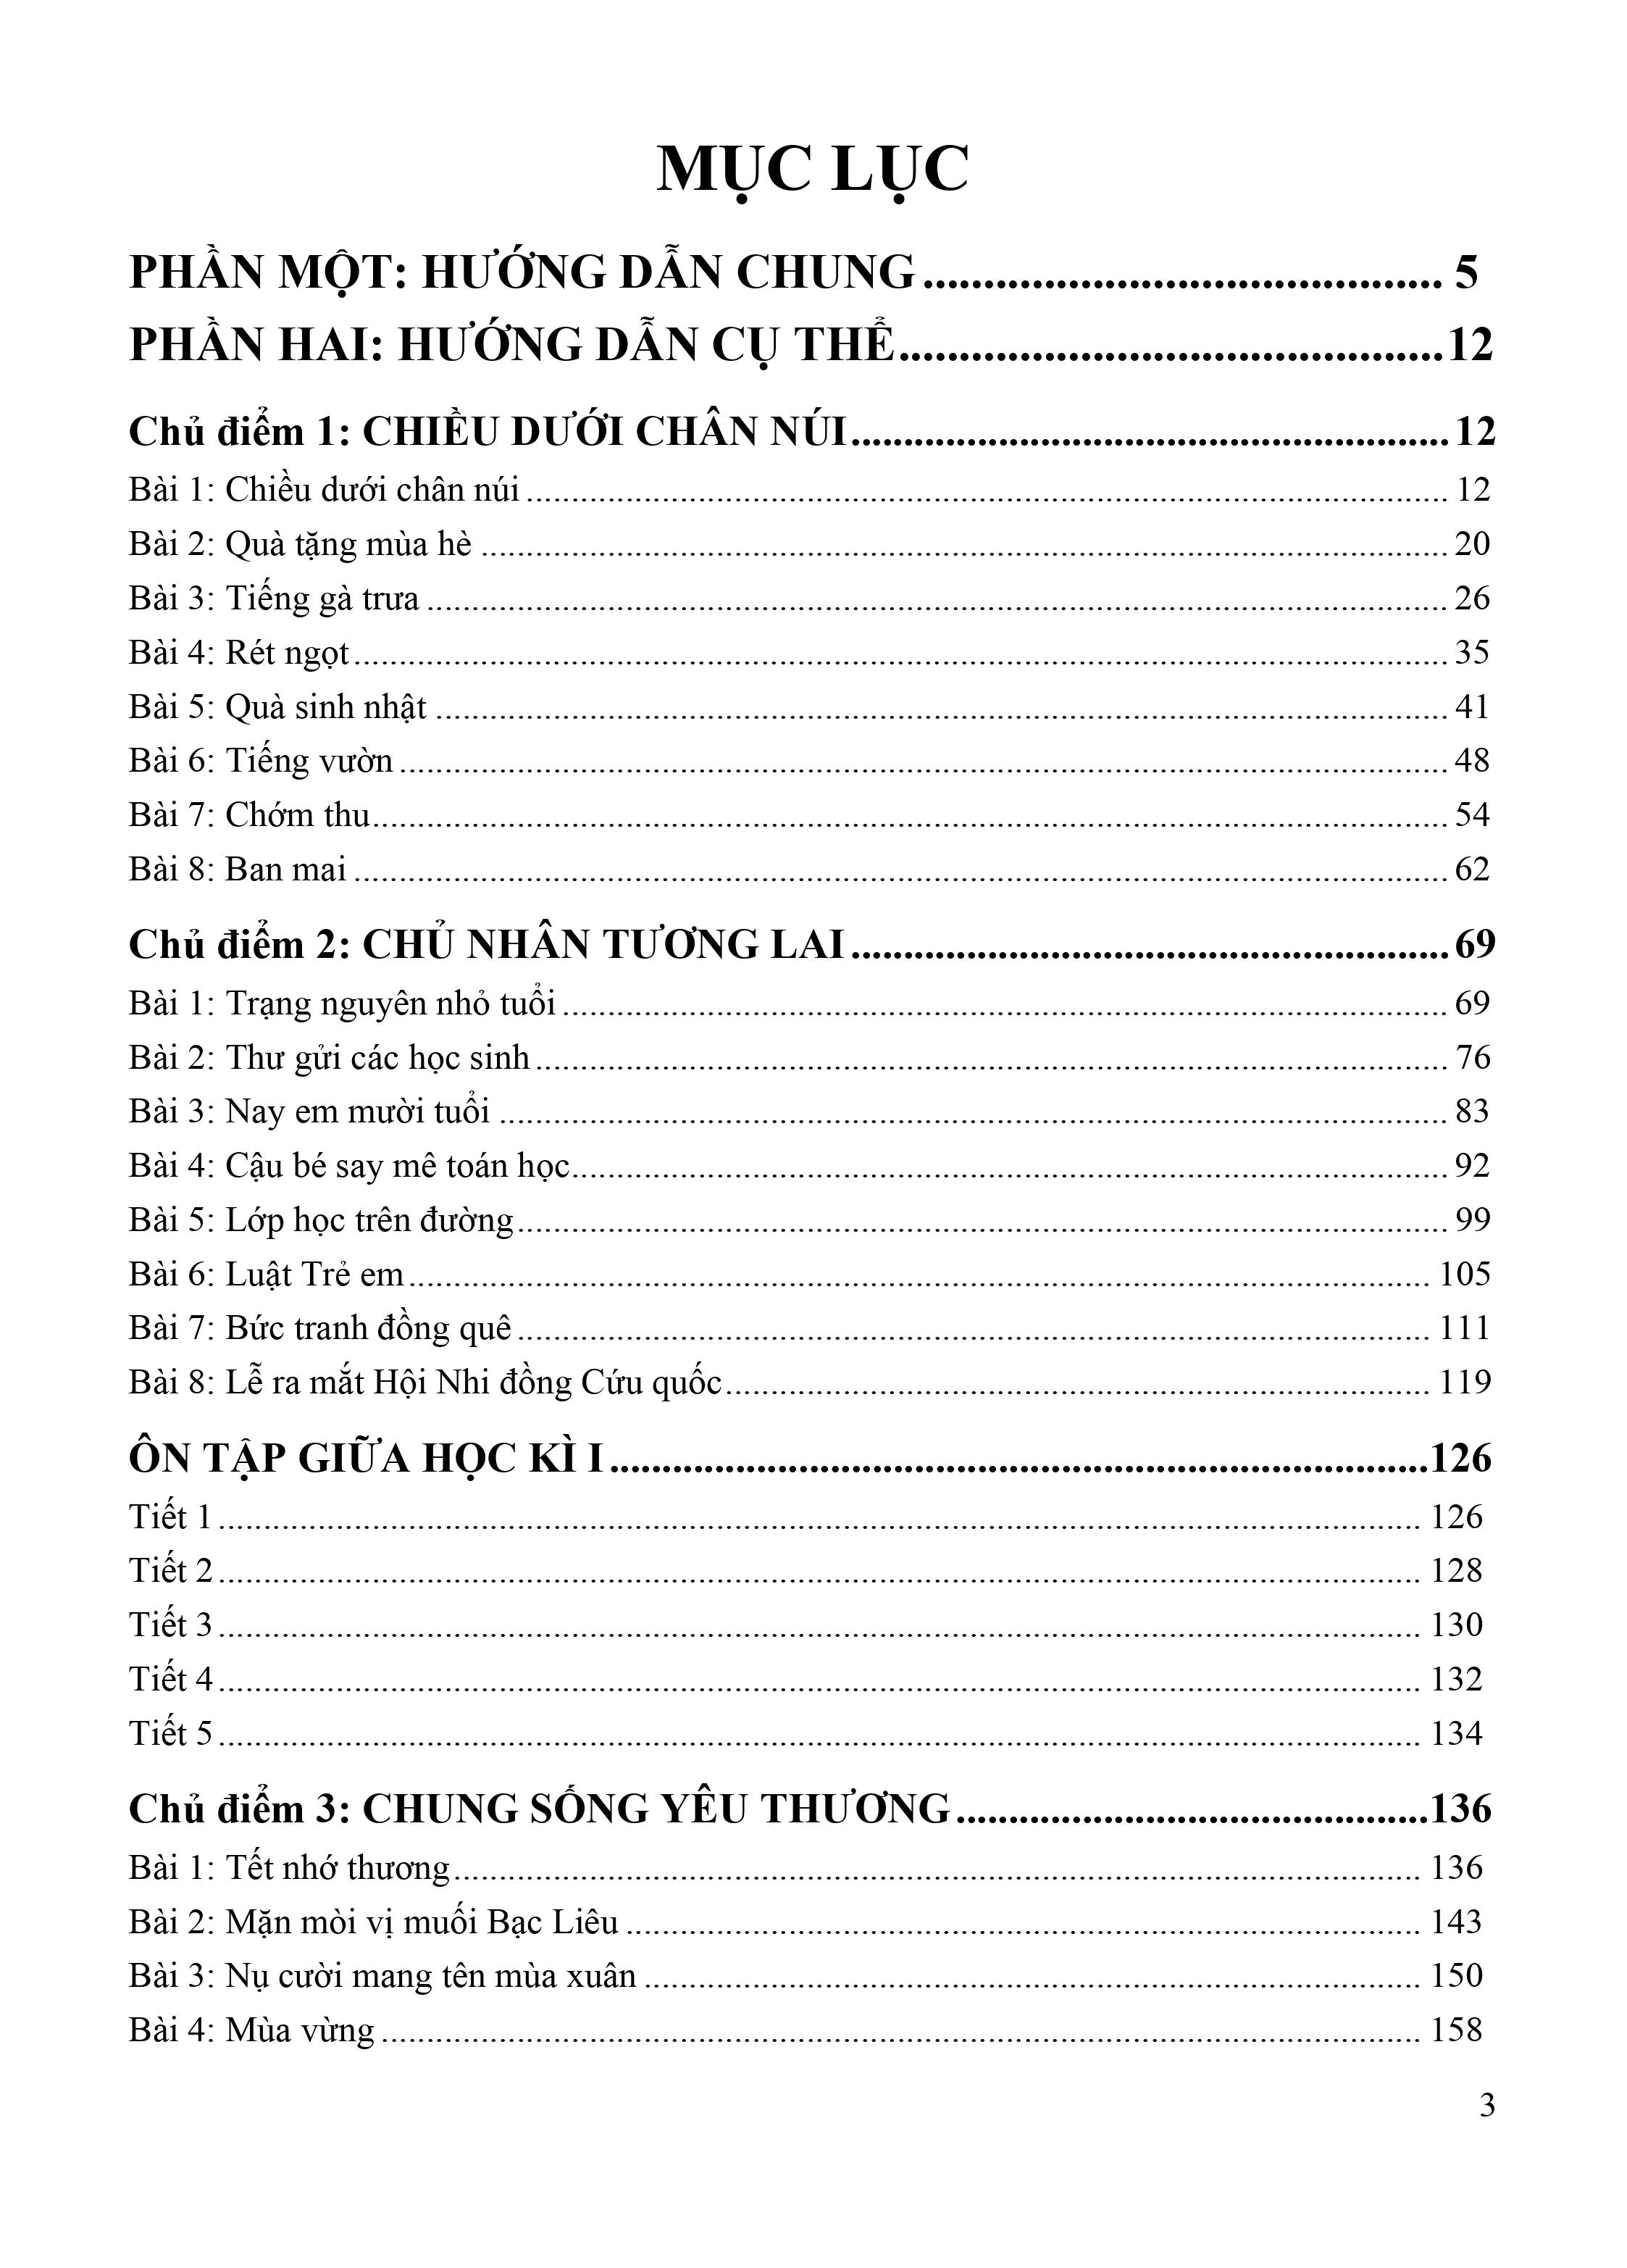 MỤC LỤC
PHẦN MỘT: HƯỚNG DẪN CHUNG.......................................... 5
PHẦN HAI: HƯỚNG DẪN CỤ THỂ............................................12
Chủ điểm 1: CHIỀU DƯỚI CHÂN NÚI........................................................12
Bài 1: Chiều dưới chân núi....................................................................................................... 12
Bài 2: Quà tặng mùa hè............................................................................................................ 20
Bài 3: Tiếng gà trưa.................................................................................................................. 26
Bài 4: Rét ngọt.......................................................................................................................... 35
Bài 5: Quà sinh nhật................................................................................................................. 41
Bài 6: Tiếng vườn..................................................................................................................... 48
Bài 7: Chớm thu........................................................................................................................ 54
Bài 8: Ban mai.......................................................................................................................... 62
Chủ điểm 2: CHỦ NHÂN TƯƠNG LAI........................................................69
Bài 1: Trạng nguyên nhỏ tuổi................................................................................................... 69
Bài 2: Thư gửi các học sinh...................................................................................................... 76
Bài 3: Nay em mười tuổi.......................................................................................................... 83
Bài 4: Cậu bé say mê toán học................................................................................................. 92
Bài 5: Lớp học trên đường........................................................................................................ 99
Bài 6: Luật Trẻ em.................................................................................................................. 105
Bài 7: Bức tranh đồng quê...................................................................................................... 111
Bài 8: Lễ ra mắt Hội Nhi đồng Cứu quốc............................................................................... 119
ÔN TẬP GIỮA HỌC KÌ I..............................................................................126
Tiết 1....................................................................................................................................... 126
Tiết 2....................................................................................................................................... 128
Tiết 3....................................................................................................................................... 130
Tiết 4....................................................................................................................................... 132
Tiết 5....................................................................................................................................... 134
Chủ điểm 3: CHUNG SỐNG YÊU THƯƠNG.............................................136
Bài 1: Tết nhớ thương............................................................................................................. 136
Bài 2: Mặn mòi vị muối Bạc Liêu.......................................................................................... 143
Bài 3: Nụ cười mang tên mùa xuân........................................................................................ 150
Bài 4: Mùa vừng..................................................................................................................... 158
3